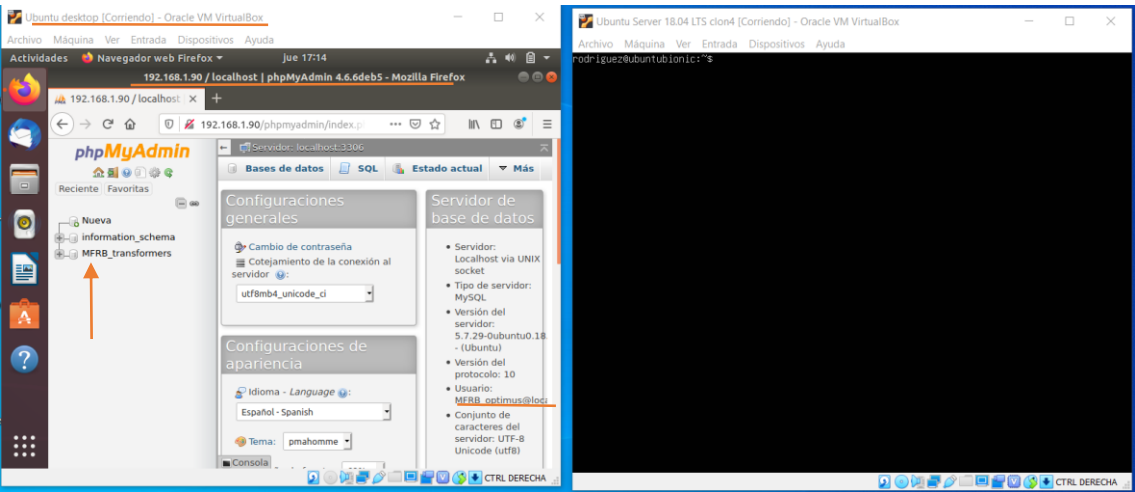 Ubuntu desktop [Corriendo] - Oracle VM VirtualBox
Archivo Máquina Ver Entrada Dispositivos Ayuda
Actividades Navegador web Firefox jue 17:14
192.168.1.90 / localhost | phpMyAdmin 4.6.6deb5 - Mozilla Firefox
192.168.1.90 / localhost
192.168.1.90/phpmyadmin/index.p
phpMyAdmin
Reciente Favoritas
Nueva
information_schema
MFRB_transformers
Servidor: localhost:3306
Bases de datos SQL Estado actual Más
Configuraciones
generales
Cambio de contraseña
Cotejamiento de la conexión al
servidor :
utf8mb4_unicode_ci
Configuraciones de
apariencia
Idioma - Language :
Español - Spanish
Tema: pmahomme
Consola
Servidor de
base de datos
Servidor:
Localhost via UNIX
socket
Tipo de servidor:
MySQL
Versión del
servidor:
5.7.29-0ubuntu0.18
- (Ubuntu)
Versión del
protocolo: 10
Usuario:
MFRB_optimus@loca
Conjunto de
caracteres del
servidor: UTF-8
Unicode (utf8)
CTRL DERECHA
Ubuntu Server 18.04 LTS clon4 [Corriendo] - Oracle VM VirtualBox
Archivo Máquina Ver Entrada Dispositivos Ayuda
rodriguez@ubuntubionic:~$
CTRL DERECHA